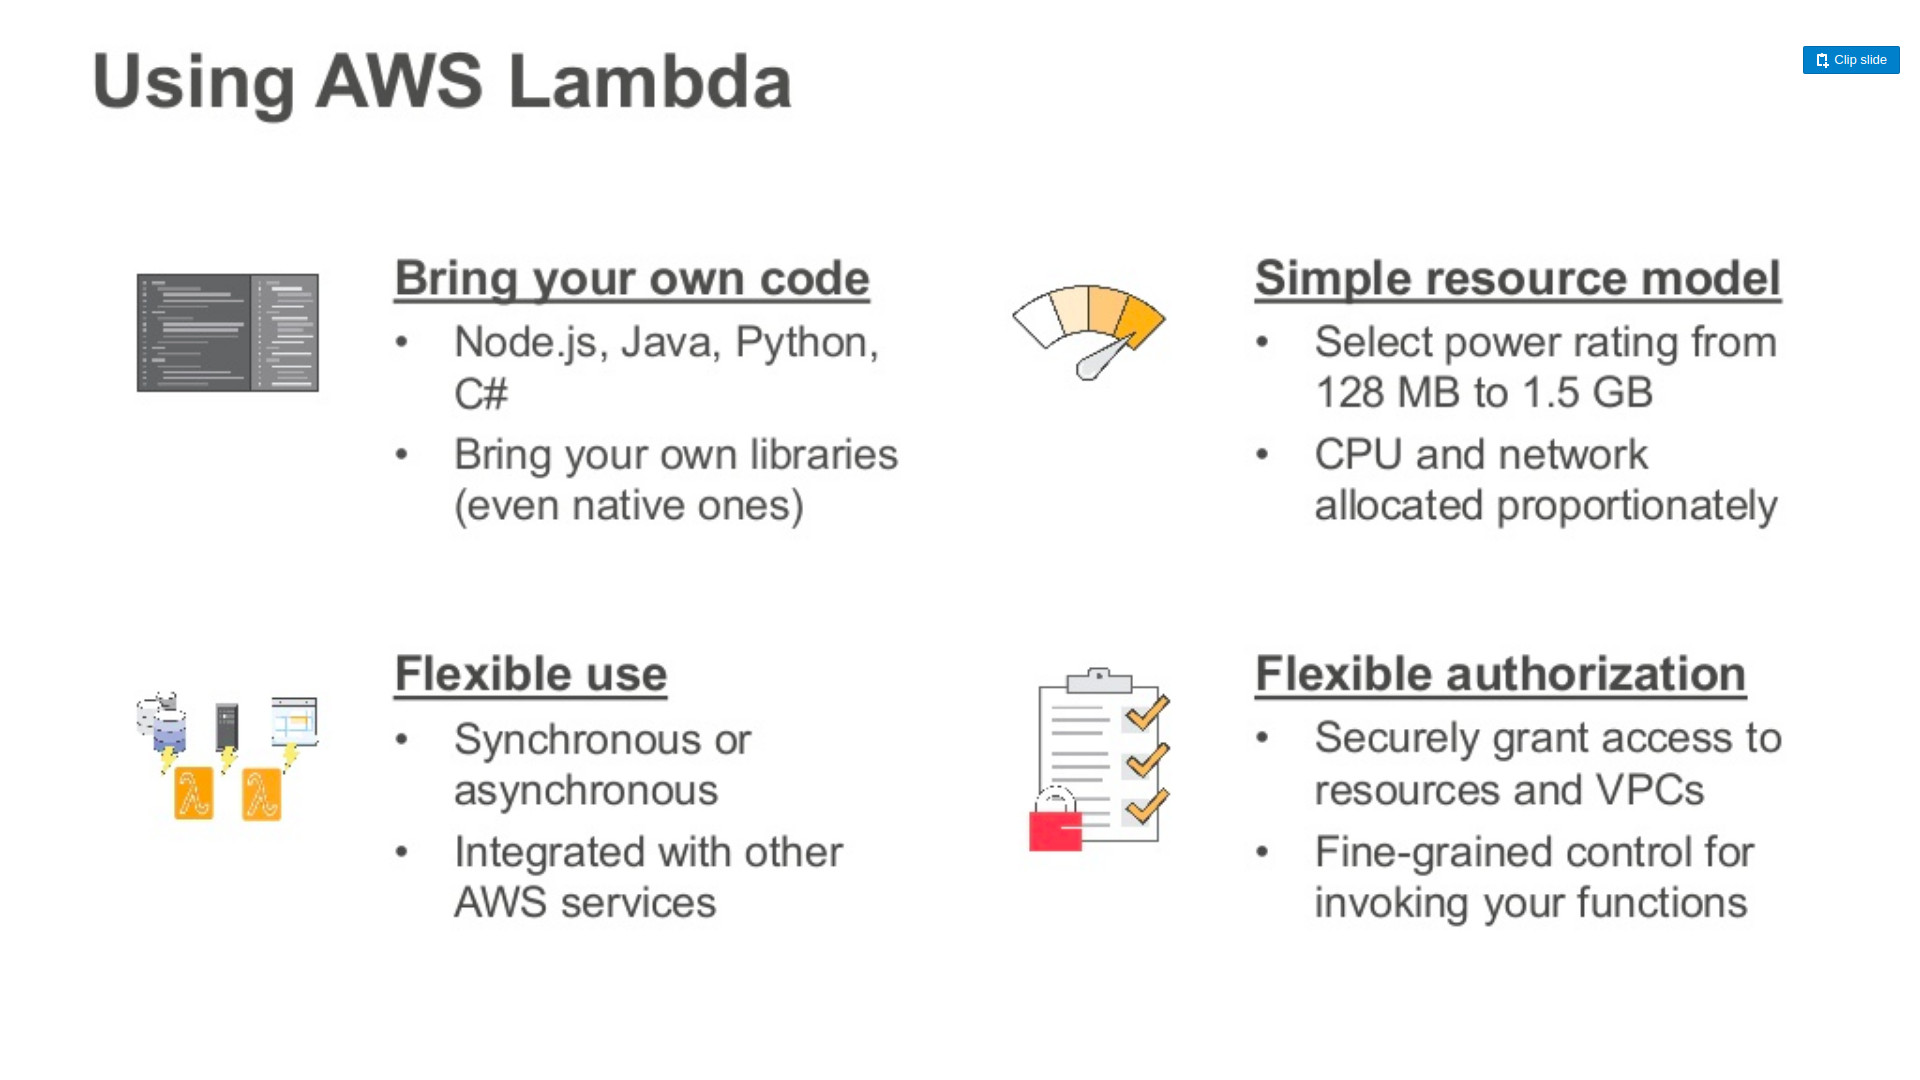 Using AWS Lambda
Clip slide
Bring your own code
• Node.js, Java, Python,
C#
• Bring your own libraries
(even native ones)
Simple resource model
• Select power rating from
128 MB to 1.5 GB
• CPU and network
allocated proportionately
Flexible use
• Synchronous or
asynchronous
• Integrated with other
AWS services
Flexible authorization
• Securely grant access to
resources and VPCs
• Fine-grained control for
invoking your functions